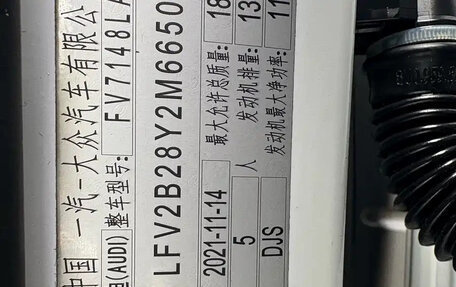 中国 一汽-大众汽车有限公
(AUDI) 整车型号: FV7148LA
LFV2B28Y2M6650
2021-11-14 最大允许总质量: 18
5 人 发动机排量: 13
DJS 发动机最大净功率: 11